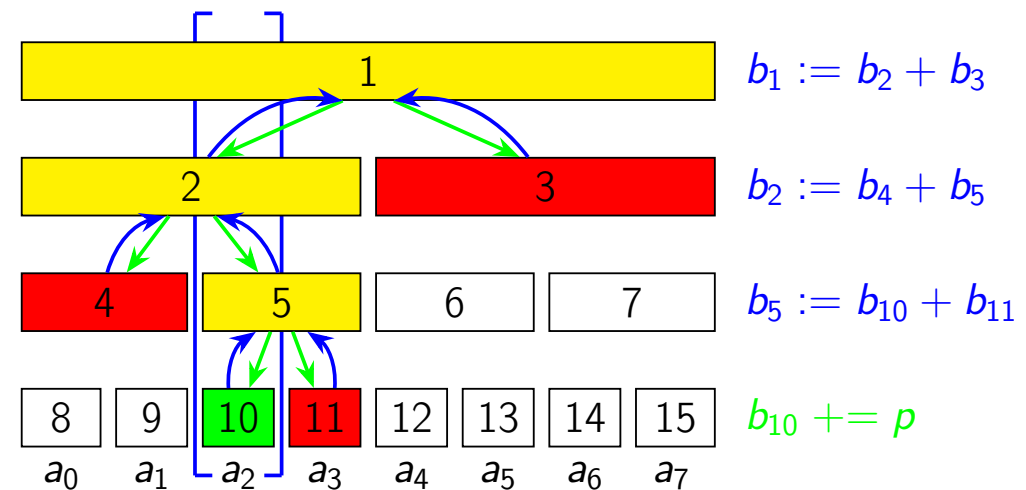 1 b₁ := b₂ + b₃
2 3 b₂ := b₄ + b₅
4 5 6 7 b₅ := b₁₀ + b₁₁
8 9 10 11 12 13 14 15 b₁₀ += p
a₀ a₁ a₂ a₃ a₄ a₅ a₆ a₇